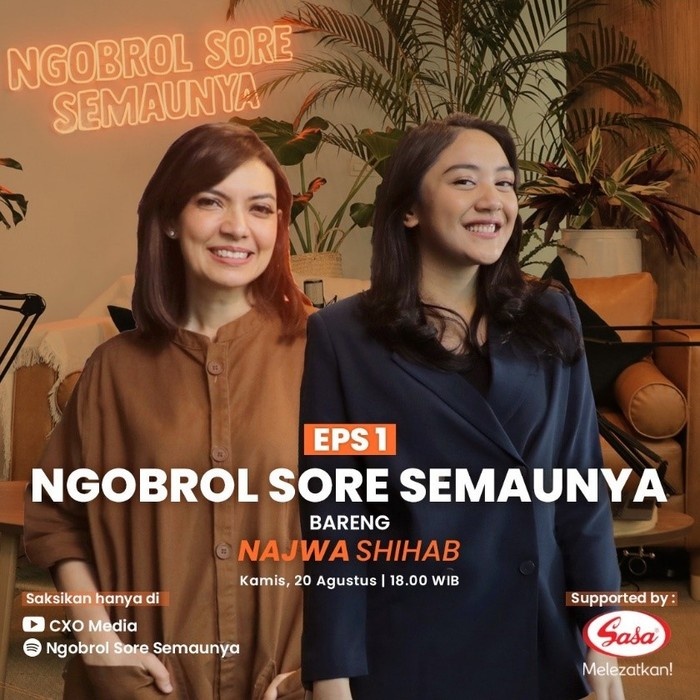 NGOBROL SORE
SEMAUNYA
EPS 1
NGOBROL SORE SEMAUNYA
BARENG
NAJWA SHIHAB
Kamis, 20 Agustus | 18.00 WIB
Saksikan hanya di
CXO Media
Ngobrol Sore Semaunya
Supported by :
Sasa
Melezatkan!